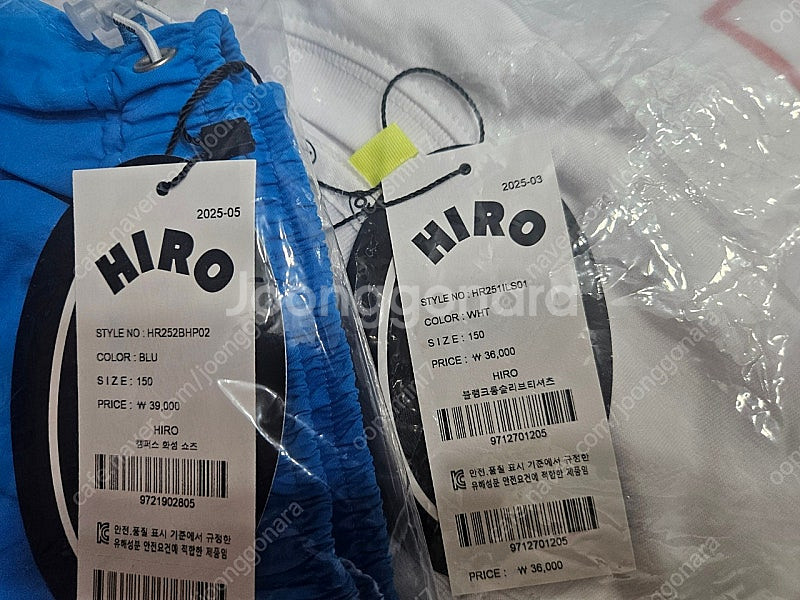 2025-05
HIRO
STYLE NO : HR252BHP02
COLOR : BLU
SIZE : 150
PRICE : ₩ 39,000
HIRO
캠퍼스 화섬 쇼츠
9721902805
KC 안전.품질 표시 기준에서 규정한
유해성분 안전요건에 적합한 제품임
2025-03
HIRO
STYLE NO : HR251ILS01
COLOR : WHT
SIZE : 150
PRICE : ₩ 36,000
HIRO
블랭크롱슬리브티셔츠
9712701205
KC 안전.품질 표시 기준에서 규정한
유해성분 안전요건에 적합한 제품임
9712701205
PRICE : ₩ 36,000
Joonggonara